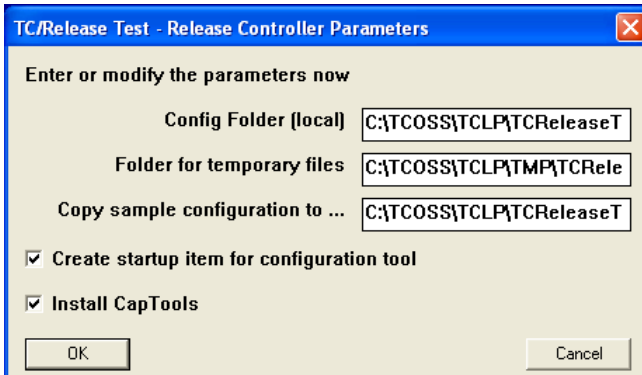 TC/Release Test - Release Controller Parameters
Enter or modify the parameters now
Config Folder (local) C:\TCOSS\TCLP\TCReleaseT
Folder for temporary files C:\TCOSS\TCLP\TMP\TCRele
Copy sample configuration to ... C:\TCOSS\TCLP\TCReleaseT
Create startup item for configuration tool
Install CapTools
OK Cancel